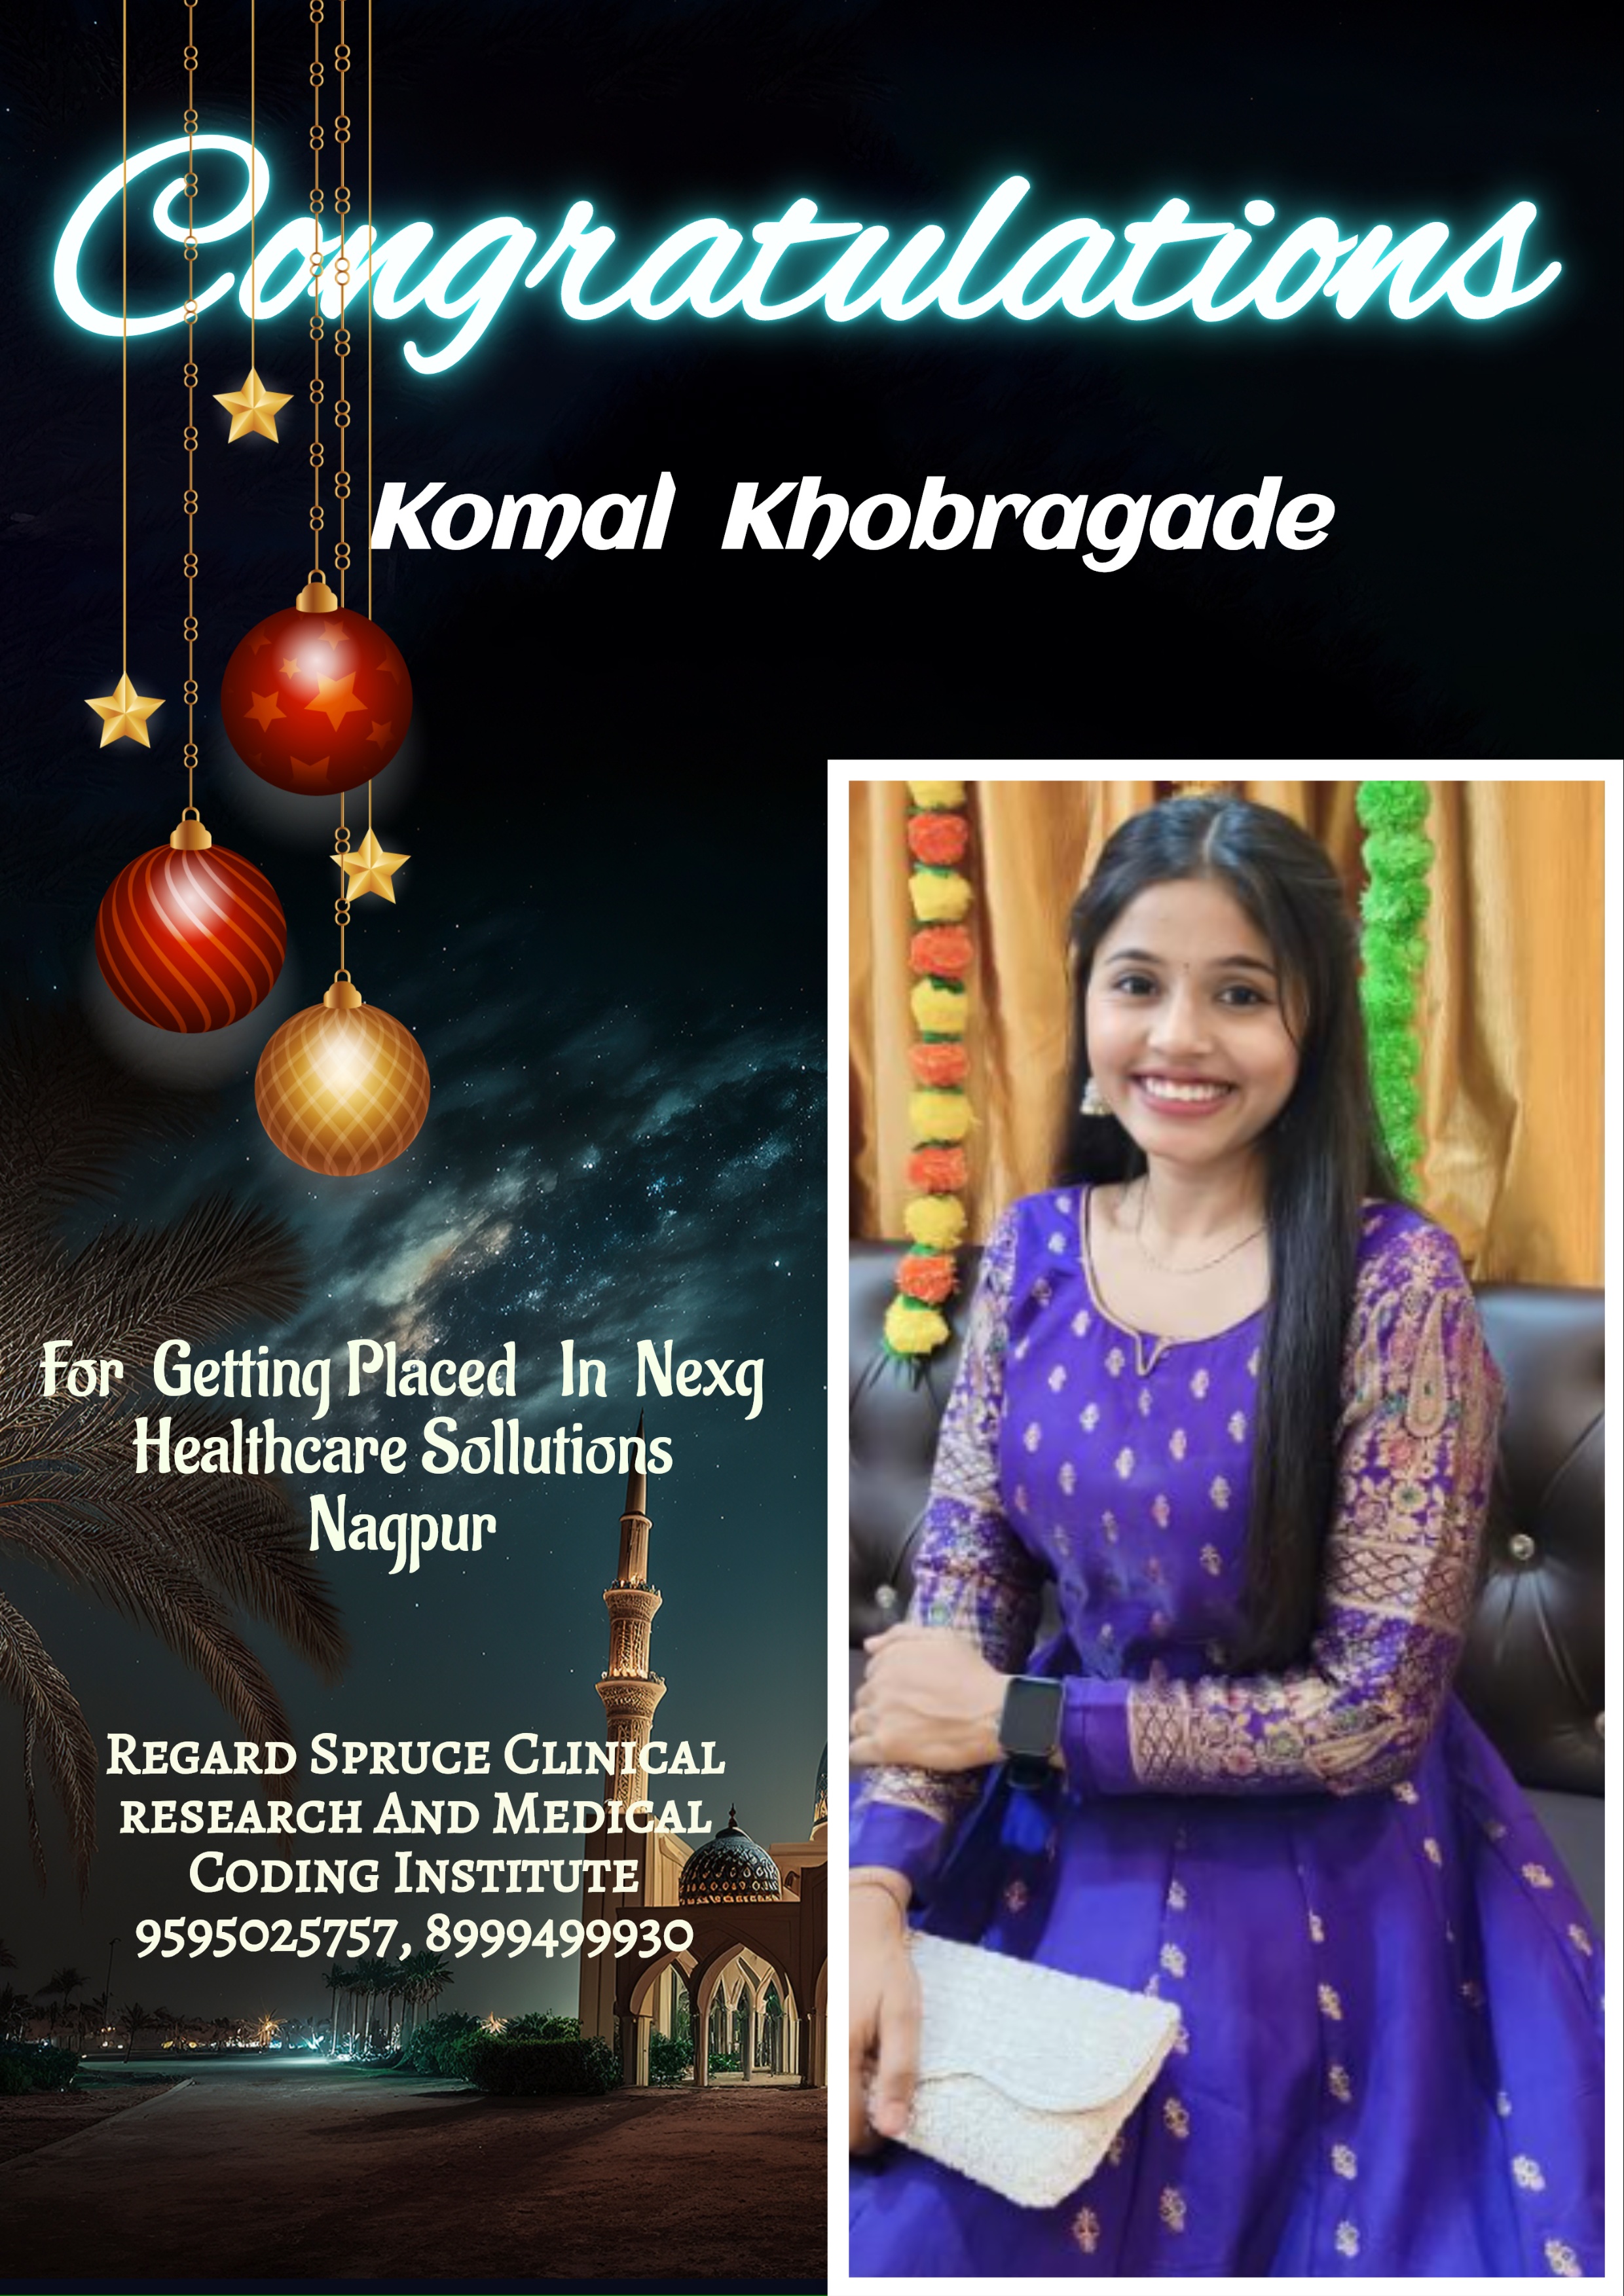 Congratulations
Komal Khobragade
For Getting Placed In Nexg
Healthcare Sollutions
Nagpur
Regard Spruce Clinical
research And Medical
Coding Institute
9595025757, 8999499930